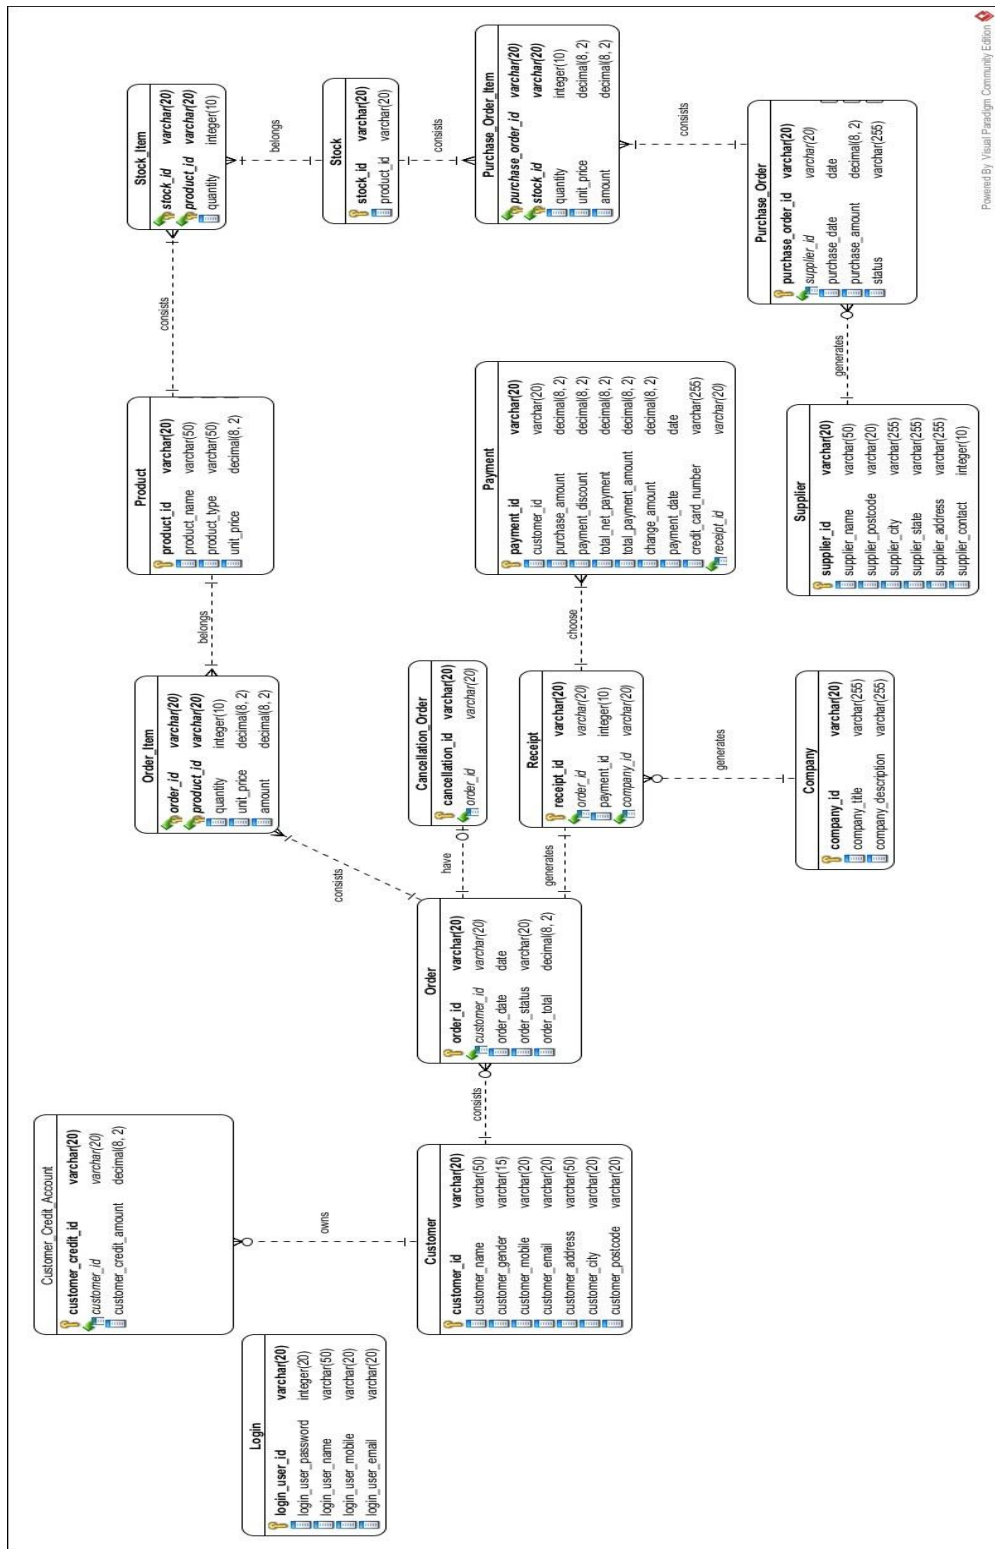 Login
login_user_id varchar(20)
login_user_password integer(20)
login_user_name varchar(50)
login_user_mobile varchar(20)
login_user_email varchar(20)
Customer_Credit_Account
customer_credit_id varchar(20)
customer_id varchar(20)
customer_credit_amount decimal(8, 2)
owns
Customer
customer_id varchar(20)
customer_name varchar(50)
customer_gender varchar(15)
customer_mobile varchar(20)
customer_email varchar(20)
customer_address varchar(50)
customer_city varchar(20)
customer_postcode varchar(20)
consists
Order
order_id varchar(20)
customer_id varchar(20)
order_date date
order_status varchar(20)
order_total decimal(8, 2)
consists
have
generates
Order_Item
order_id varchar(20)
product_id varchar(20)
quantity integer(10)
unit_price decimal(8, 2)
amount decimal(8, 2)
belongs
Cancellation_Order
cancellation_id varchar(20)
order_id varchar(20)
Receipt
receipt_id varchar(20)
order_id varchar(20)
payment_id integer(10)
company_id varchar(20)
generates
Company
company_id varchar(20)
company_title varchar(255)
company_description varchar(255)
choose
Product
product_id varchar(20)
product_name varchar(50)
product_type varchar(50)
unit_price decimal(8, 2)
consists
Payment
payment_id varchar(20)
customer_id varchar(20)
purchase_amount decimal(8, 2)
payment_discount decimal(8, 2)
total_net_payment decimal(8, 2)
total_payment_amount decimal(8, 2)
change_amount decimal(8, 2)
payment_date date
credit_card_number varchar(255)
receipt_id varchar(20)
Supplier
supplier_id varchar(20)
supplier_name varchar(50)
supplier_postcode varchar(20)
supplier_city varchar(255)
supplier_state varchar(255)
supplier_address varchar(255)
supplier_contact integer(10)
generates
Stock_Item
stock_id varchar(20)
product_id varchar(20)
quantity integer(10)
belongs
Stock
stock_id varchar(20)
product_id varchar(20)
consists
Purchase_Order_Item
purchase_order_id varchar(20)
stock_id varchar(20)
quantity integer(10)
unit_price decimal(8, 2)
amount decimal(8, 2)
consists
Purchase_Order
purchase_order_id varchar(20)
supplier_id varchar(20)
purchase_date date
purchase_amount decimal(8, 2)
status varchar(255)
Powered By Visual Paradigm Community Edition